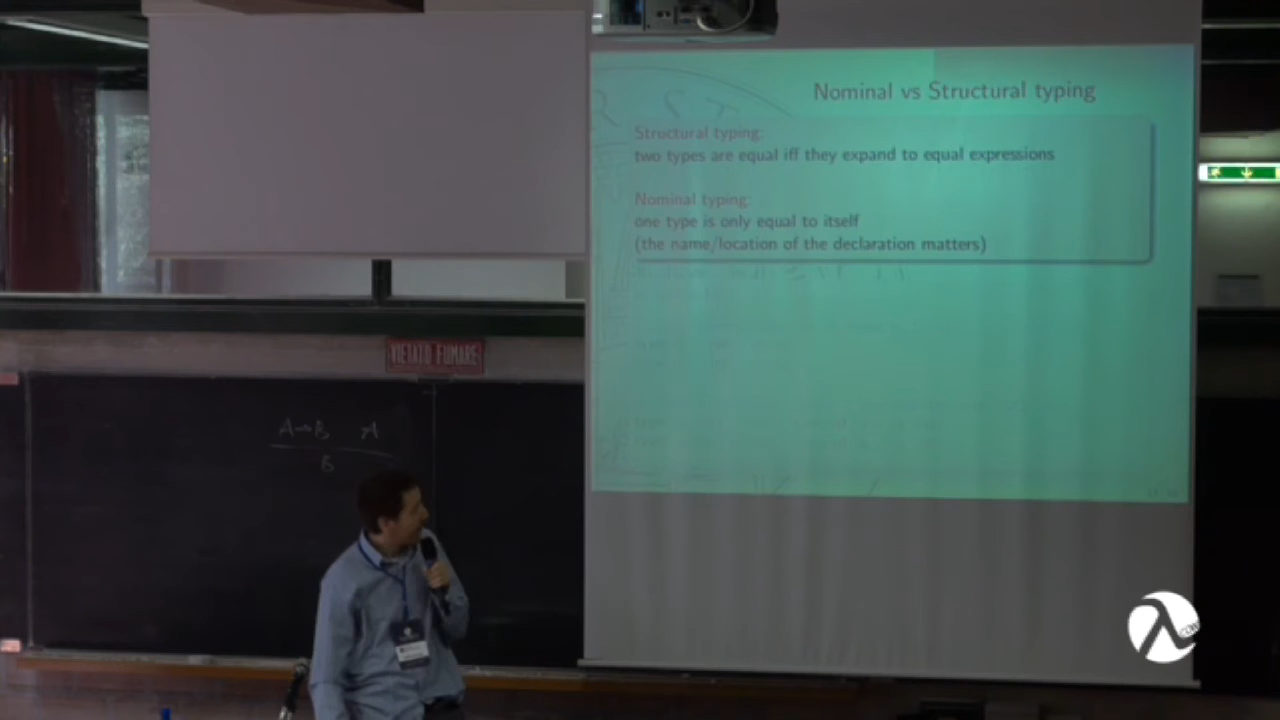 Nominal vs Structural typing
Structural typing:
two types are equal iff they expand to equal expressions
Nominal typing:
one type is only equal to itself
(the name/location of the declaration matters)
VIETATO FUMARE
A→B A
B
λ
CON